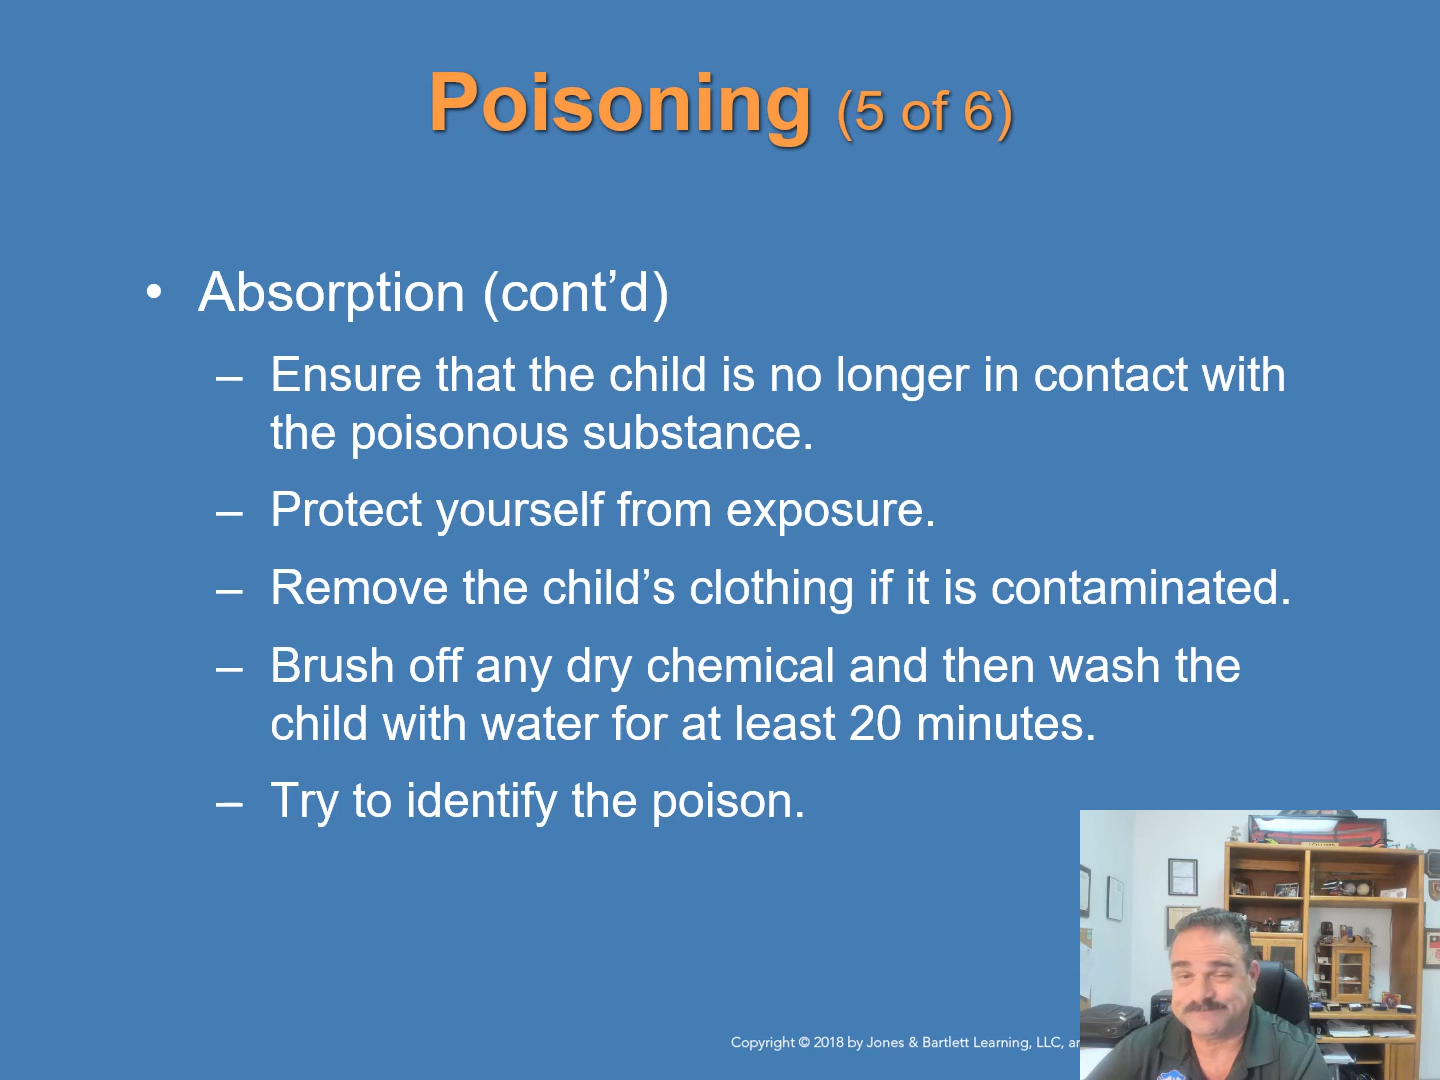 Poisoning (5 of 6)
• Absorption (cont’d)
– Ensure that the child is no longer in contact with
the poisonous substance.
– Protect yourself from exposure.
– Remove the child’s clothing if it is contaminated.
– Brush off any dry chemical and then wash the
child with water for at least 20 minutes.
– Try to identify the poison.
Copyright © 2018 by Jones & Bartlett Learning, LLC,